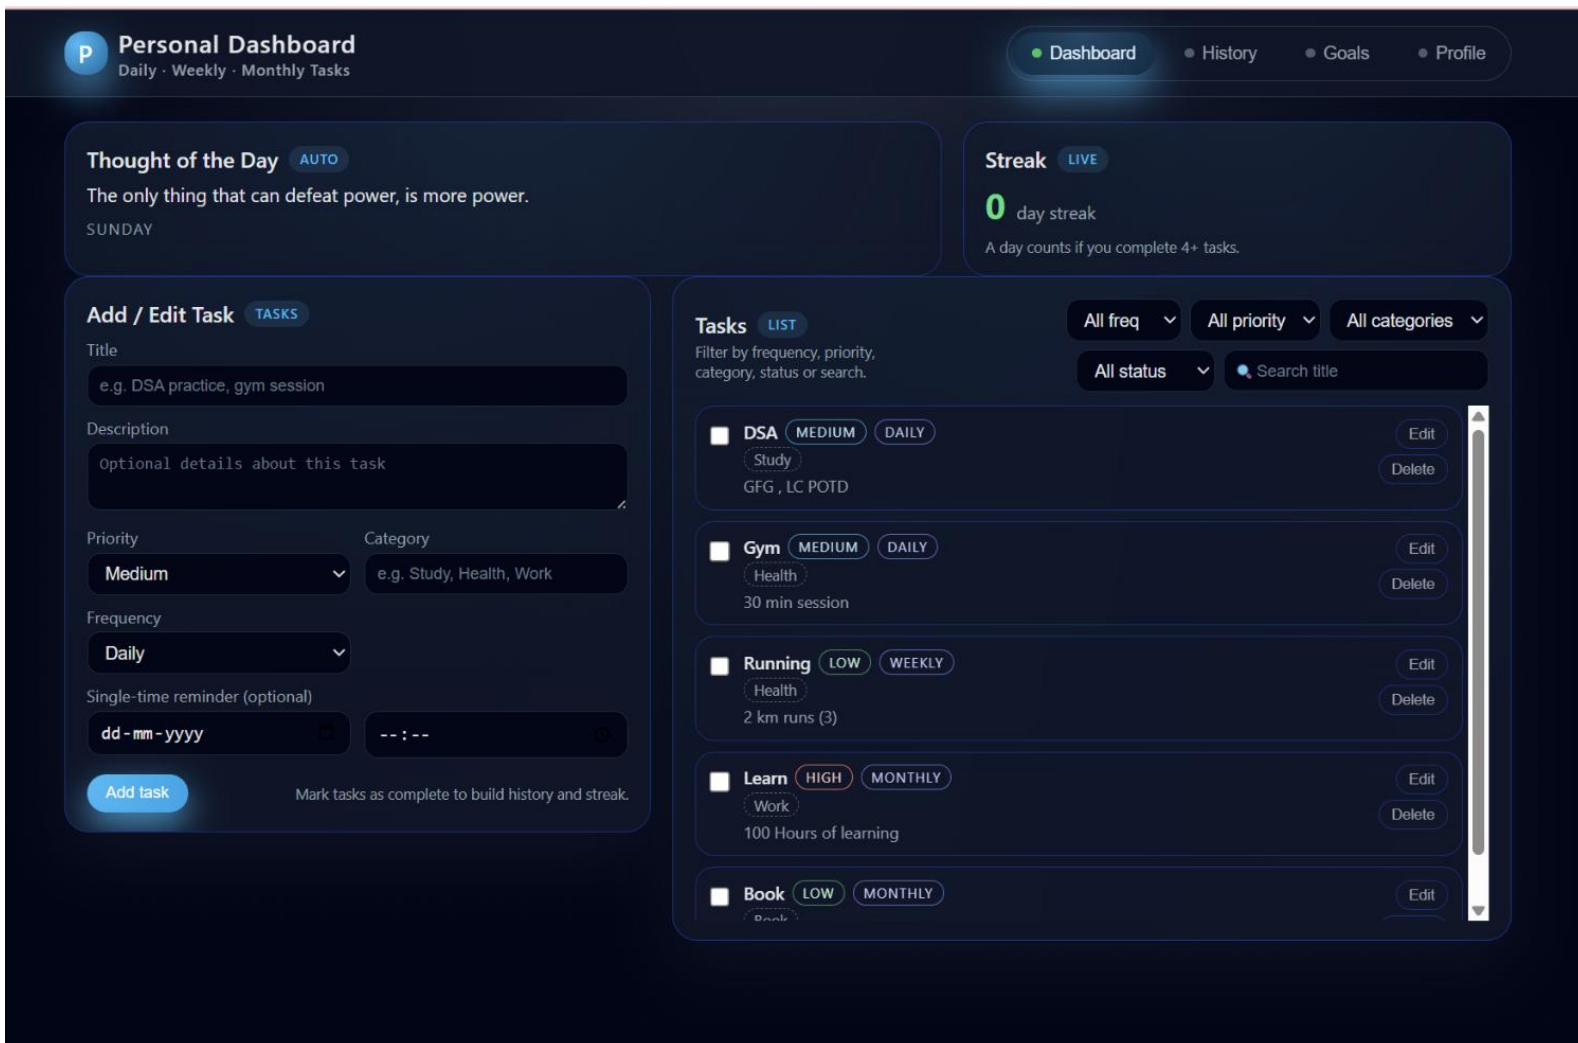 P
Personal Dashboard
Daily · Weekly · Monthly Tasks
Dashboard
History
Goals
Profile
Thought of the Day AUTO
The only thing that can defeat power, is more power.
SUNDAY
Streak LIVE
0 day streak
A day counts if you complete 4+ tasks.
Add / Edit Task TASKS
Title
e.g. DSA practice, gym session
Description
Optional details about this task
Priority
Category
Medium
e.g. Study, Health, Work
Frequency
Daily
Single-time reminder (optional)
dd-mm-yyyy
--:--
Add task
Mark tasks as complete to build history and streak.
Tasks LIST
Filter by frequency, priority,
category, status or search.
All freq
All priority
All categories
All status
Search title
DSA MEDIUM DAILY
Study
GFG , LC POTD
Edit
Delete
Gym MEDIUM DAILY
Health
30 min session
Edit
Delete
Running LOW WEEKLY
Health
2 km runs (3)
Edit
Delete
Learn HIGH MONTHLY
Work
100 Hours of learning
Edit
Delete
Book LOW MONTHLY
Book
Edit